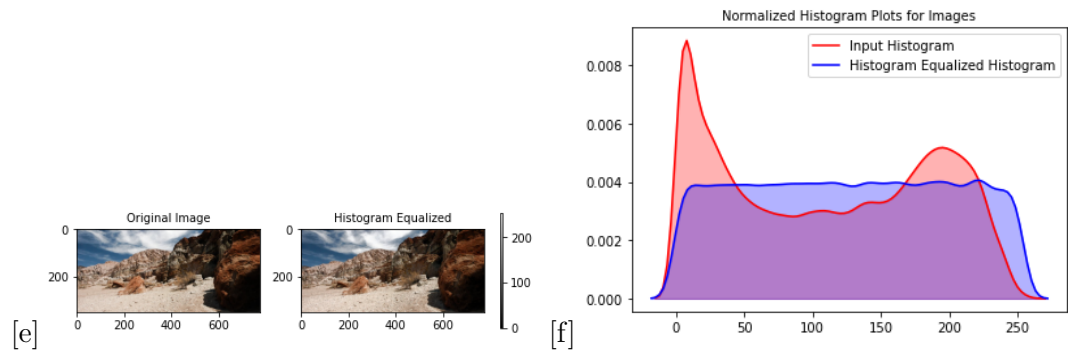 Original Image
Histogram Equalized
0
200
0 200 400 600
0 200 400 600
200
100
0
[e]
Normalized Histogram Plots for Images
Input Histogram
Histogram Equalized Histogram
0.008
0.006
0.004
0.002
0.000
0 50 100 150 200 250
[f]